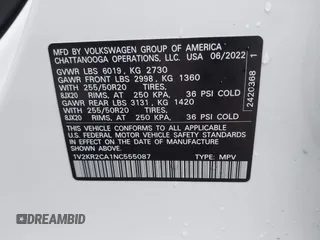 MFD BY VOLKSWAGEN GROUP OF AMERICA
CHATTANOOGA OPERATIONS, LLC. USA 06/2022
GVWR LBS 6019, KG 2730
GAWR FRONT LBS 2998, KG 1360
WITH 255/50R20 TIRES,
8JX20 RIMS, AT 250 KPA, 36 PSI COLD
GAWR REAR LBS 3131, KG 1420
WITH 255/50R20 TIRES,
8JX20 RIMS, AT 250 KPA, 36 PSI COLD
THIS VEHICLE CONFORMS TO ALL APPLICABLE
U.S. FEDERAL MOTOR VEHICLE SAFETY
STANDARDS IN EFFECT ON THE DATE OF
MANUFACTURE SHOWN ABOVE.
1V2KR2CA1NC555087 TYPE: MPV
2420368 1
DREAMBID